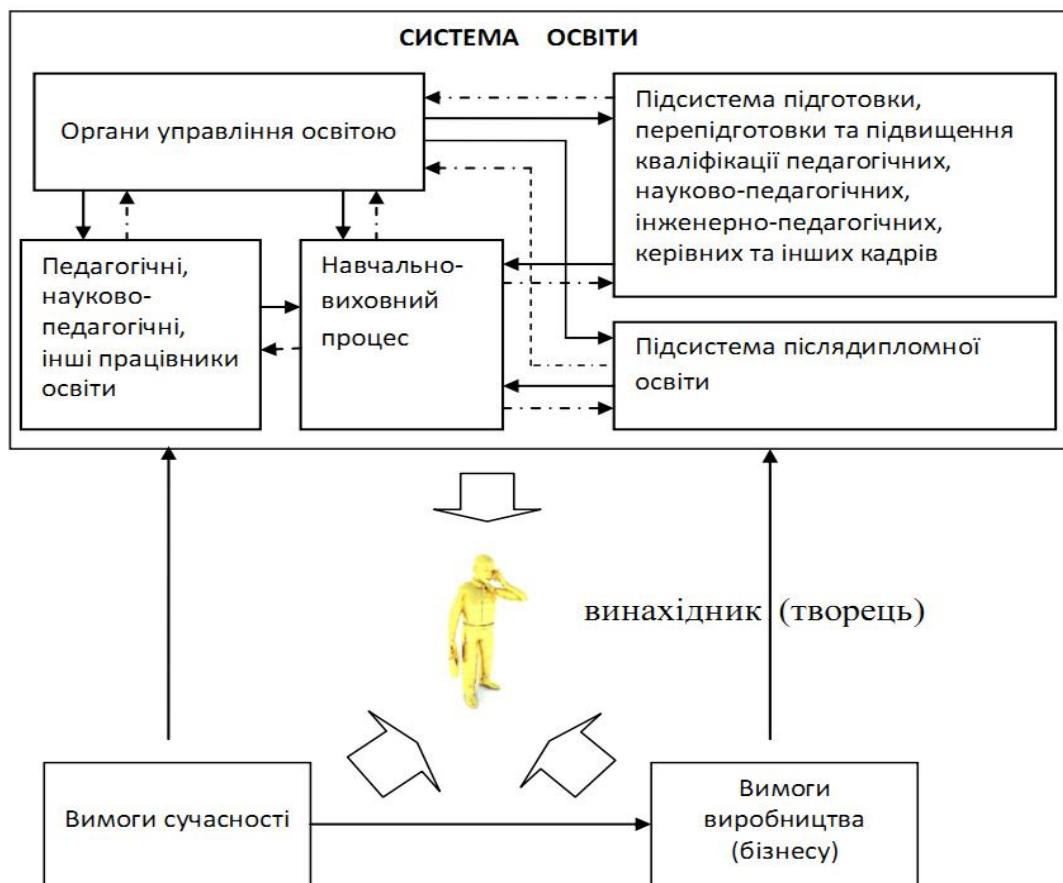 СИСТЕМА ОСВІТИ
Органи управління освітою
Підсистема підготовки,
перепідготовки та підвищення
кваліфікації педагогічних,
науково-педагогічних,
інженерно-педагогічних,
керівних та інших кадрів
Педагогічні,
науково-
педагогічні,
інші працівники
освіти
Навчально-
виховний
процес
Підсистема післядипломної
освіти
винахідник (творець)
Вимоги сучасності
Вимоги
виробництва
(бізнесу)